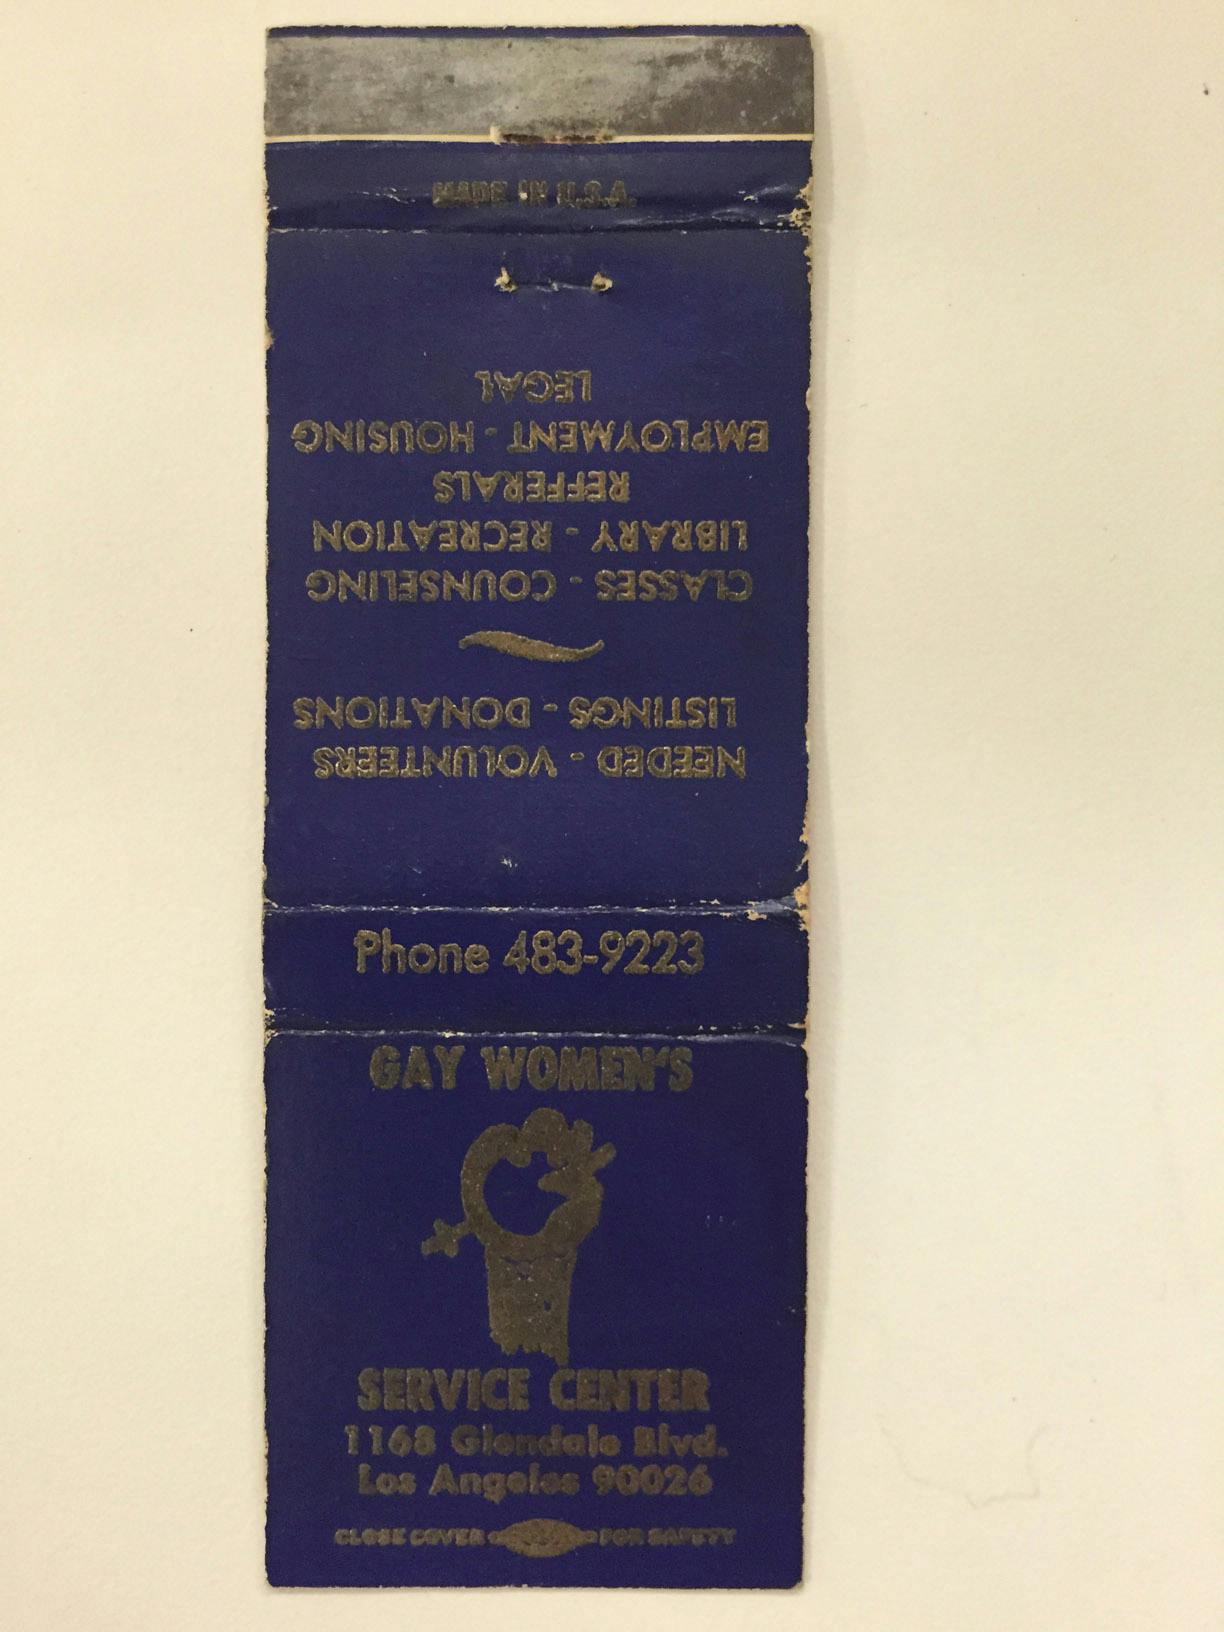 MADE IN U.S.A.
NEEDED - VOLUNTEERS
LISTINGS - DONATIONS
CLASSES - COUNSELING
LIBRARY - RECREATION
REFFERALS
EMPLOYMENT - HOUSING
LEGAL
Phone 483-9223
GAY WOMEN'S
SERVICE CENTER
1168 Glendale Blvd.
Los Angeles 90026
CLOSE COVER FOR SAFETY